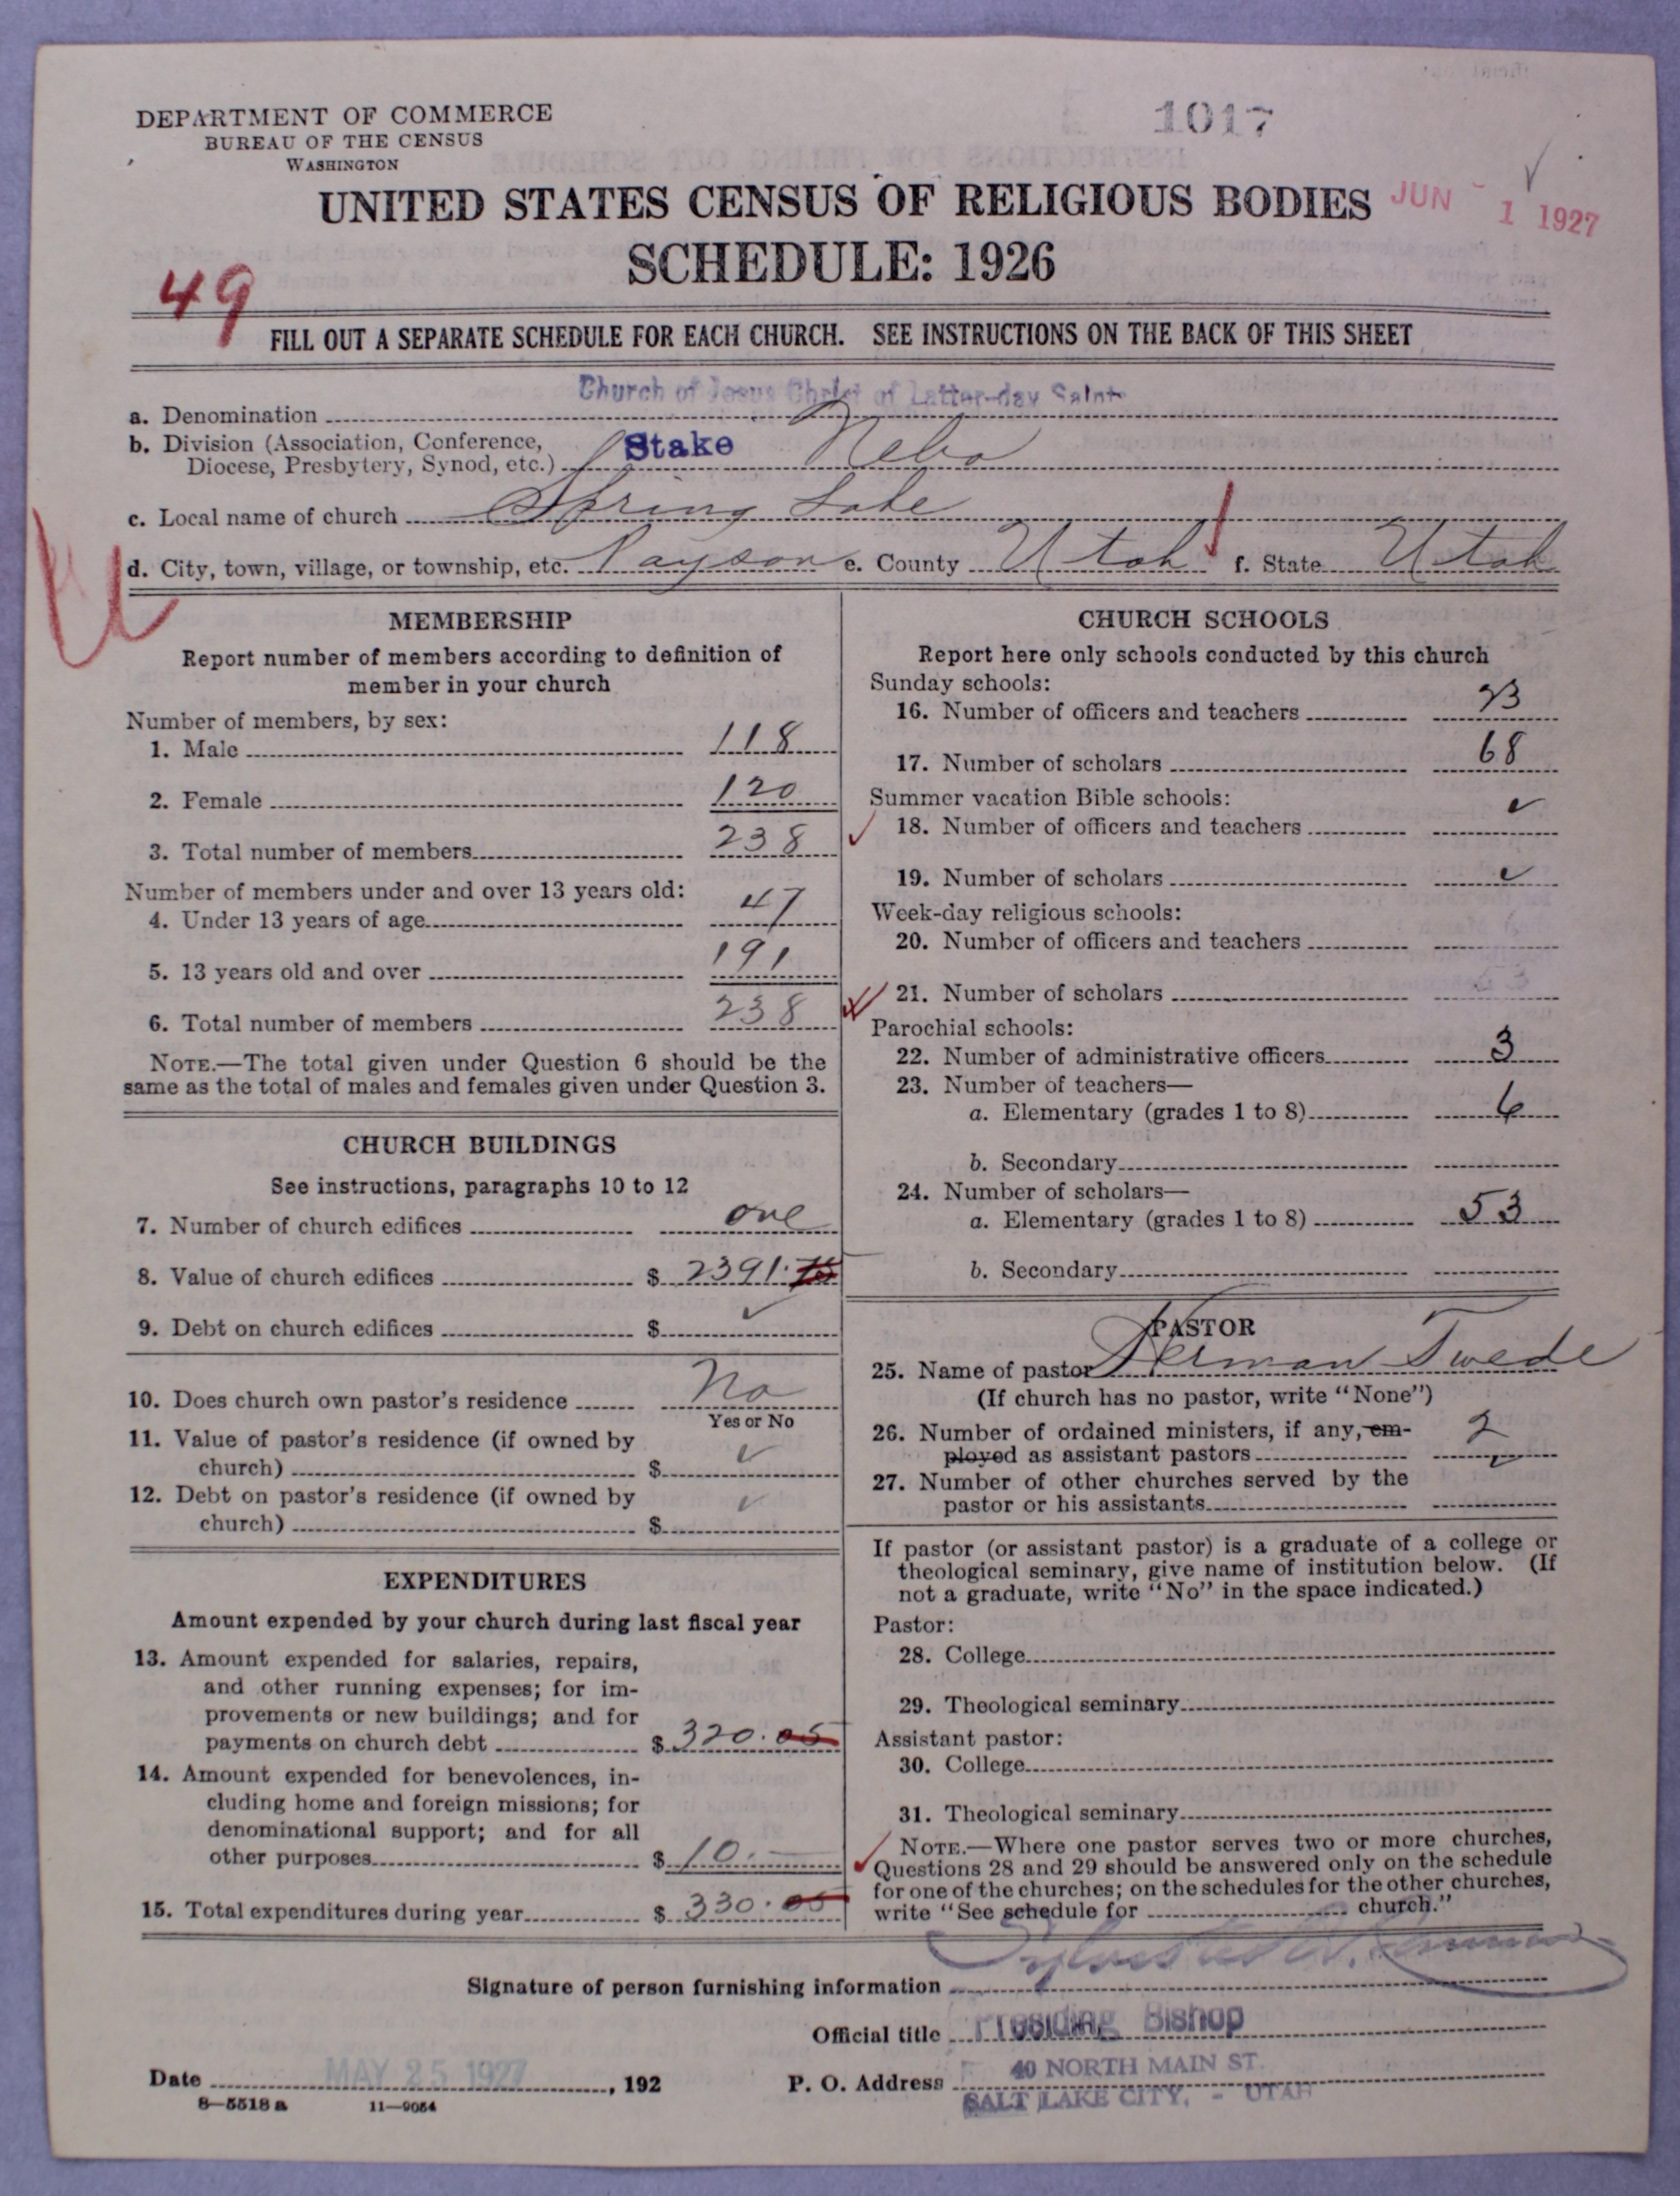 DEPARTMENT OF COMMERCE
BUREAU OF THE CENSUS
WASHINGTON
1017
UNITED STATES CENSUS OF RELIGIOUS BODIES
JUN 1 1927
SCHEDULE: 1926
49
FILL OUT A SEPARATE SCHEDULE FOR EACH CHURCH. SEE INSTRUCTIONS ON THE BACK OF THIS SHEET
Church of Jesus Christ of Latter-day Saints
a. Denomination
b. Division (Association, Conference, Stake Nebo
Diocese, Presbytery, Synod, etc.)
c. Local name of church Spring Lake
d. City, town, village, or township, etc. Payson e. County Utah f. State Utah
MEMBERSHIP
Report number of members according to definition of
member in your church
Number of members, by sex:
1. Male 118
2. Female 120
3. Total number of members 238
Number of members under and over 13 years old:
4. Under 13 years of age 47
5. 13 years old and over 191
6. Total number of members 238
NOTE.—The total given under Question 6 should be the
same as the total of males and females given under Question 3.
CHURCH BUILDINGS
See instructions, paragraphs 10 to 12
7. Number of church edifices one
8. Value of church edifices $ 2391.
9. Debt on church edifices $ ✓
10. Does church own pastor's residence No
Yes or No
11. Value of pastor's residence (if owned by
church) $ ✓
12. Debt on pastor's residence (if owned by
church) $ ✓
EXPENDITURES
Amount expended by your church during last fiscal year
13. Amount expended for salaries, repairs,
and other running expenses; for im-
provements or new buildings; and for
payments on church debt $ 320.05
14. Amount expended for benevolences, in-
cluding home and foreign missions; for
denominational support; and for all
other purposes $ 10.—
15. Total expenditures during year $ 330.05
CHURCH SCHOOLS
Report here only schools conducted by this church
Sunday schools:
16. Number of officers and teachers 23
17. Number of scholars 68
Summer vacation Bible schools:
18. Number of officers and teachers ✓
19. Number of scholars ✓
Week-day religious schools:
20. Number of officers and teachers
21. Number of scholars
Parochial schools:
22. Number of administrative officers 3
23. Number of teachers—
a. Elementary (grades 1 to 8) 6
b. Secondary
24. Number of scholars—
a. Elementary (grades 1 to 8) 53
b. Secondary
PASTOR
25. Name of pastor Herman Twede
(If church has no pastor, write "None")
26. Number of ordained ministers, if any, em-
ployed as assistant pastors 2
27. Number of other churches served by the
pastor or his assistants
If pastor (or assistant pastor) is a graduate of a college or
theological seminary, give name of institution below. (If
not a graduate, write "No" in the space indicated.)
Pastor:
28. College
29. Theological seminary
Assistant pastor:
30. College
31. Theological seminary
NOTE.—Where one pastor serves two or more churches,
Questions 28 and 29 should be answered only on the schedule
for one of the churches; on the schedules for the other churches,
write "See schedule for church."
Signature of person furnishing information
Official title Presiding Bishop
Date MAY 25 1927, 192
P. O. Address 40 NORTH MAIN ST.
SALT LAKE CITY, - UTAH
8—5518 a 11—9054